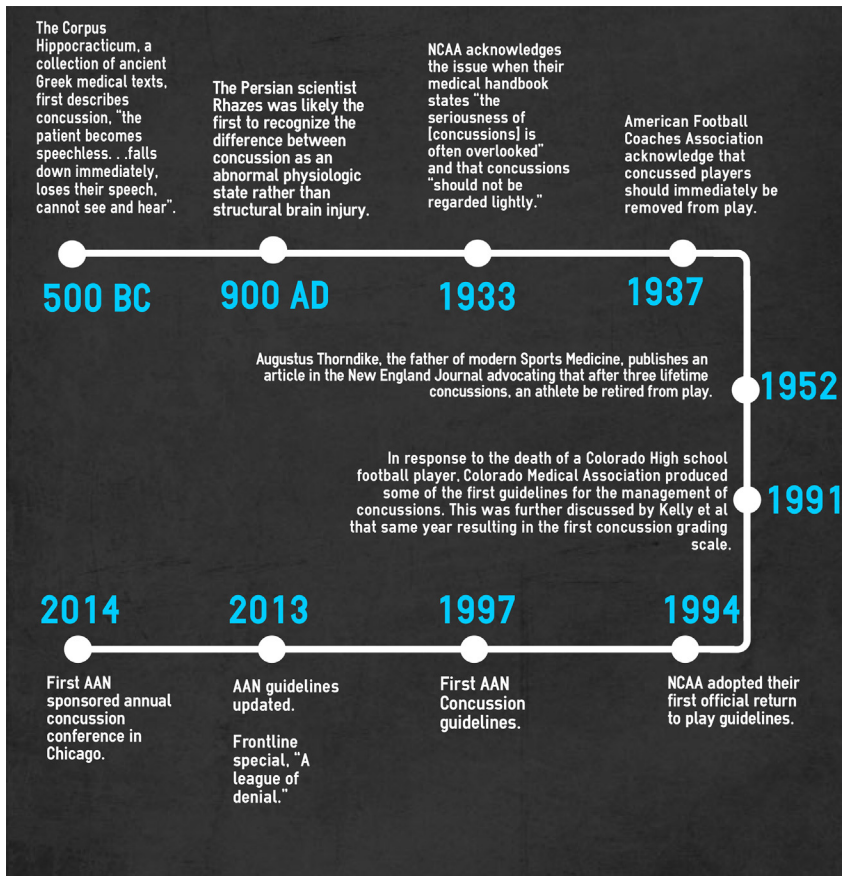 The Corpus
Hippocracticum, a
collection of ancient
Greek medical texts,
first describes
concussion, “the
patient becomes
speechless. . .falls
down immediately,
loses their speech,
cannot see and hear”.
500 BC
The Persian scientist
Rhazes was likely the
first to recognize the
difference between
concussion as an
abnormal physiologic
state rather than
structural brain injury.
900 AD
NCAA acknowledges
the issue when their
medical handbook
states “the
seriousness of
[concussions] is
often overlooked”
and that concussions
“should not be
regarded lightly.”
1933
American Football
Coaches Association
acknowledge that
concussed players
should immediately be
removed from play.
1937
Augustus Thorndike, the father of modern Sports Medicine, publishes an
article in the New England Journal advocating that after three lifetime
concussions, an athlete be retired from play.
1952
In response to the death of a Colorado High school
football player, Colorado Medical Association produced
some of the first guidelines for the management of
concussions. This was further discussed by Kelly et al
that same year resulting in the first concussion grading
scale.
1991
1994
NCAA adopted their
first official return
to play guidelines.
1997
First AAN
Concussion
guidelines.
2013
AAN guidelines
updated.
Frontline
special, “A
league of
denial.”
2014
First AAN
sponsored annual
concussion
conference in
Chicago.